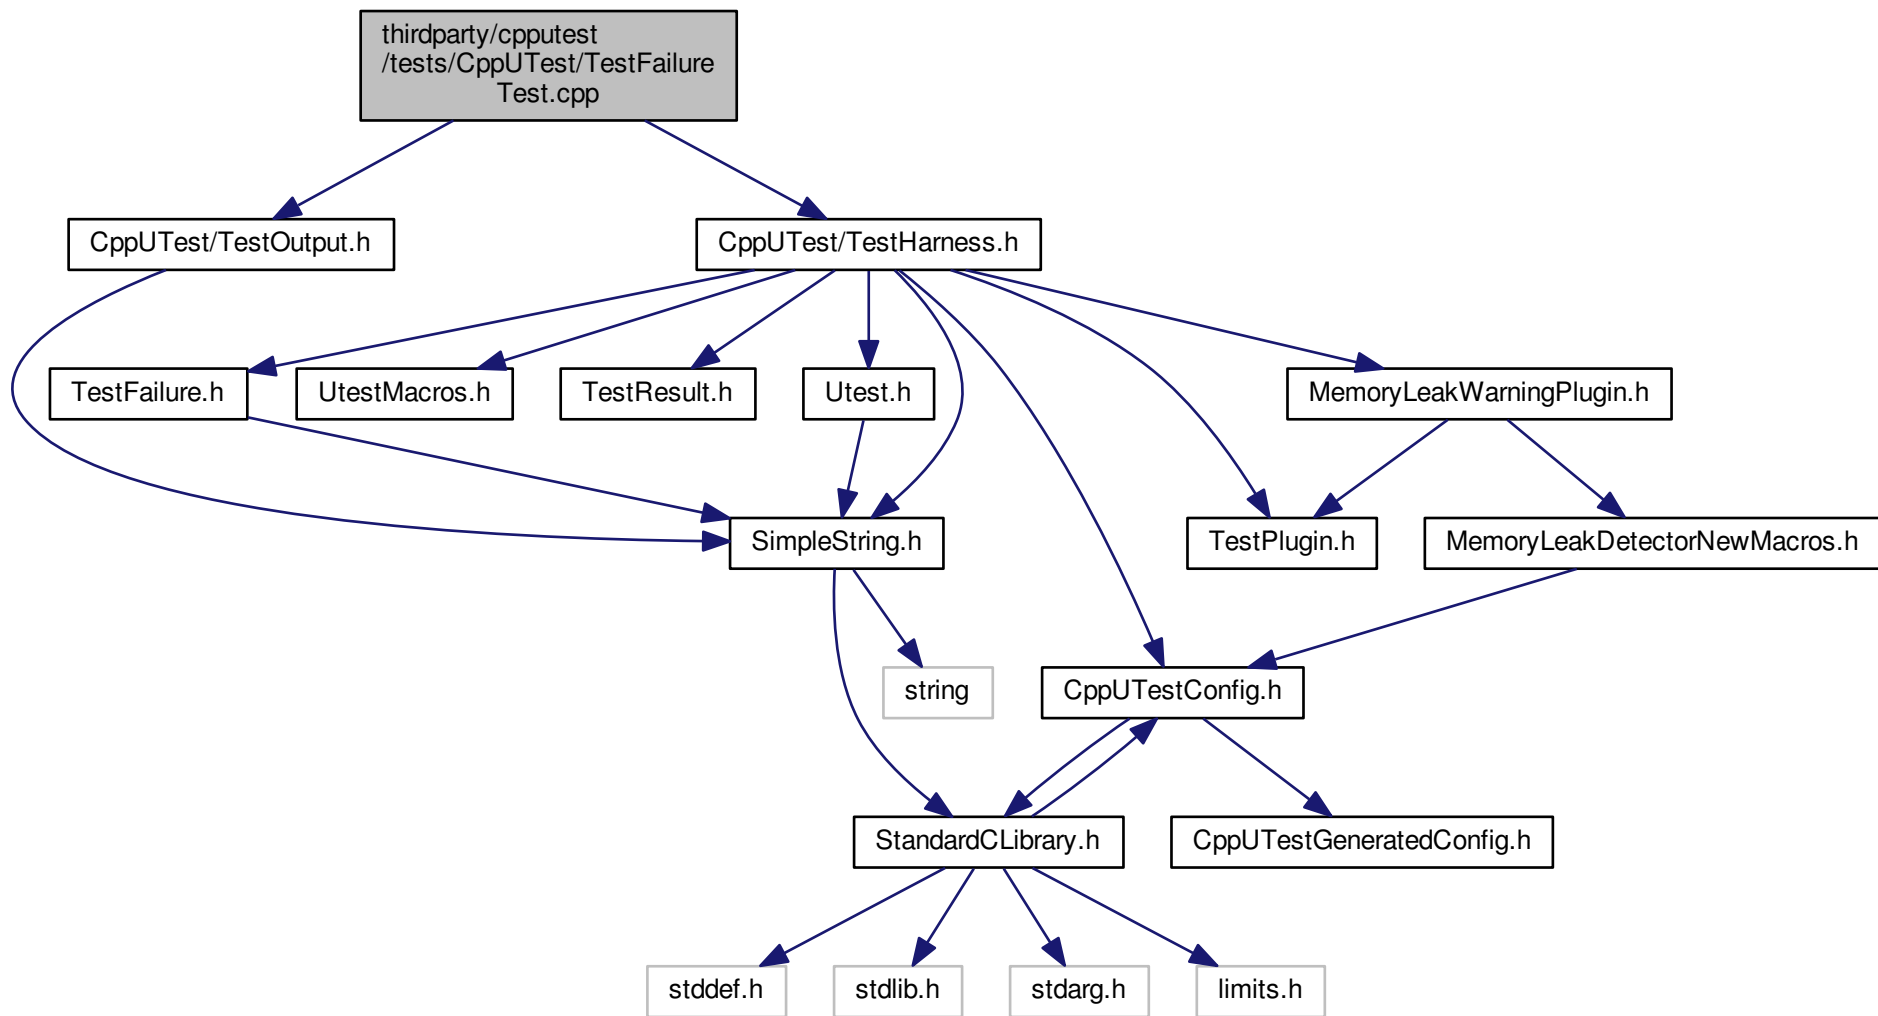 thirdparty/cpputest
/tests/CppUTest/TestFailure
Test.cpp
CppUTest/TestOutput.h
CppUTest/TestHarness.h
TestFailure.h
UtestMacros.h
TestResult.h
Utest.h
MemoryLeakWarningPlugin.h
SimpleString.h
TestPlugin.h
MemoryLeakDetectorNewMacros.h
string
CppUTestConfig.h
StandardCLibrary.h
CppUTestGeneratedConfig.h
stddef.h
stdlib.h
stdarg.h
limits.h